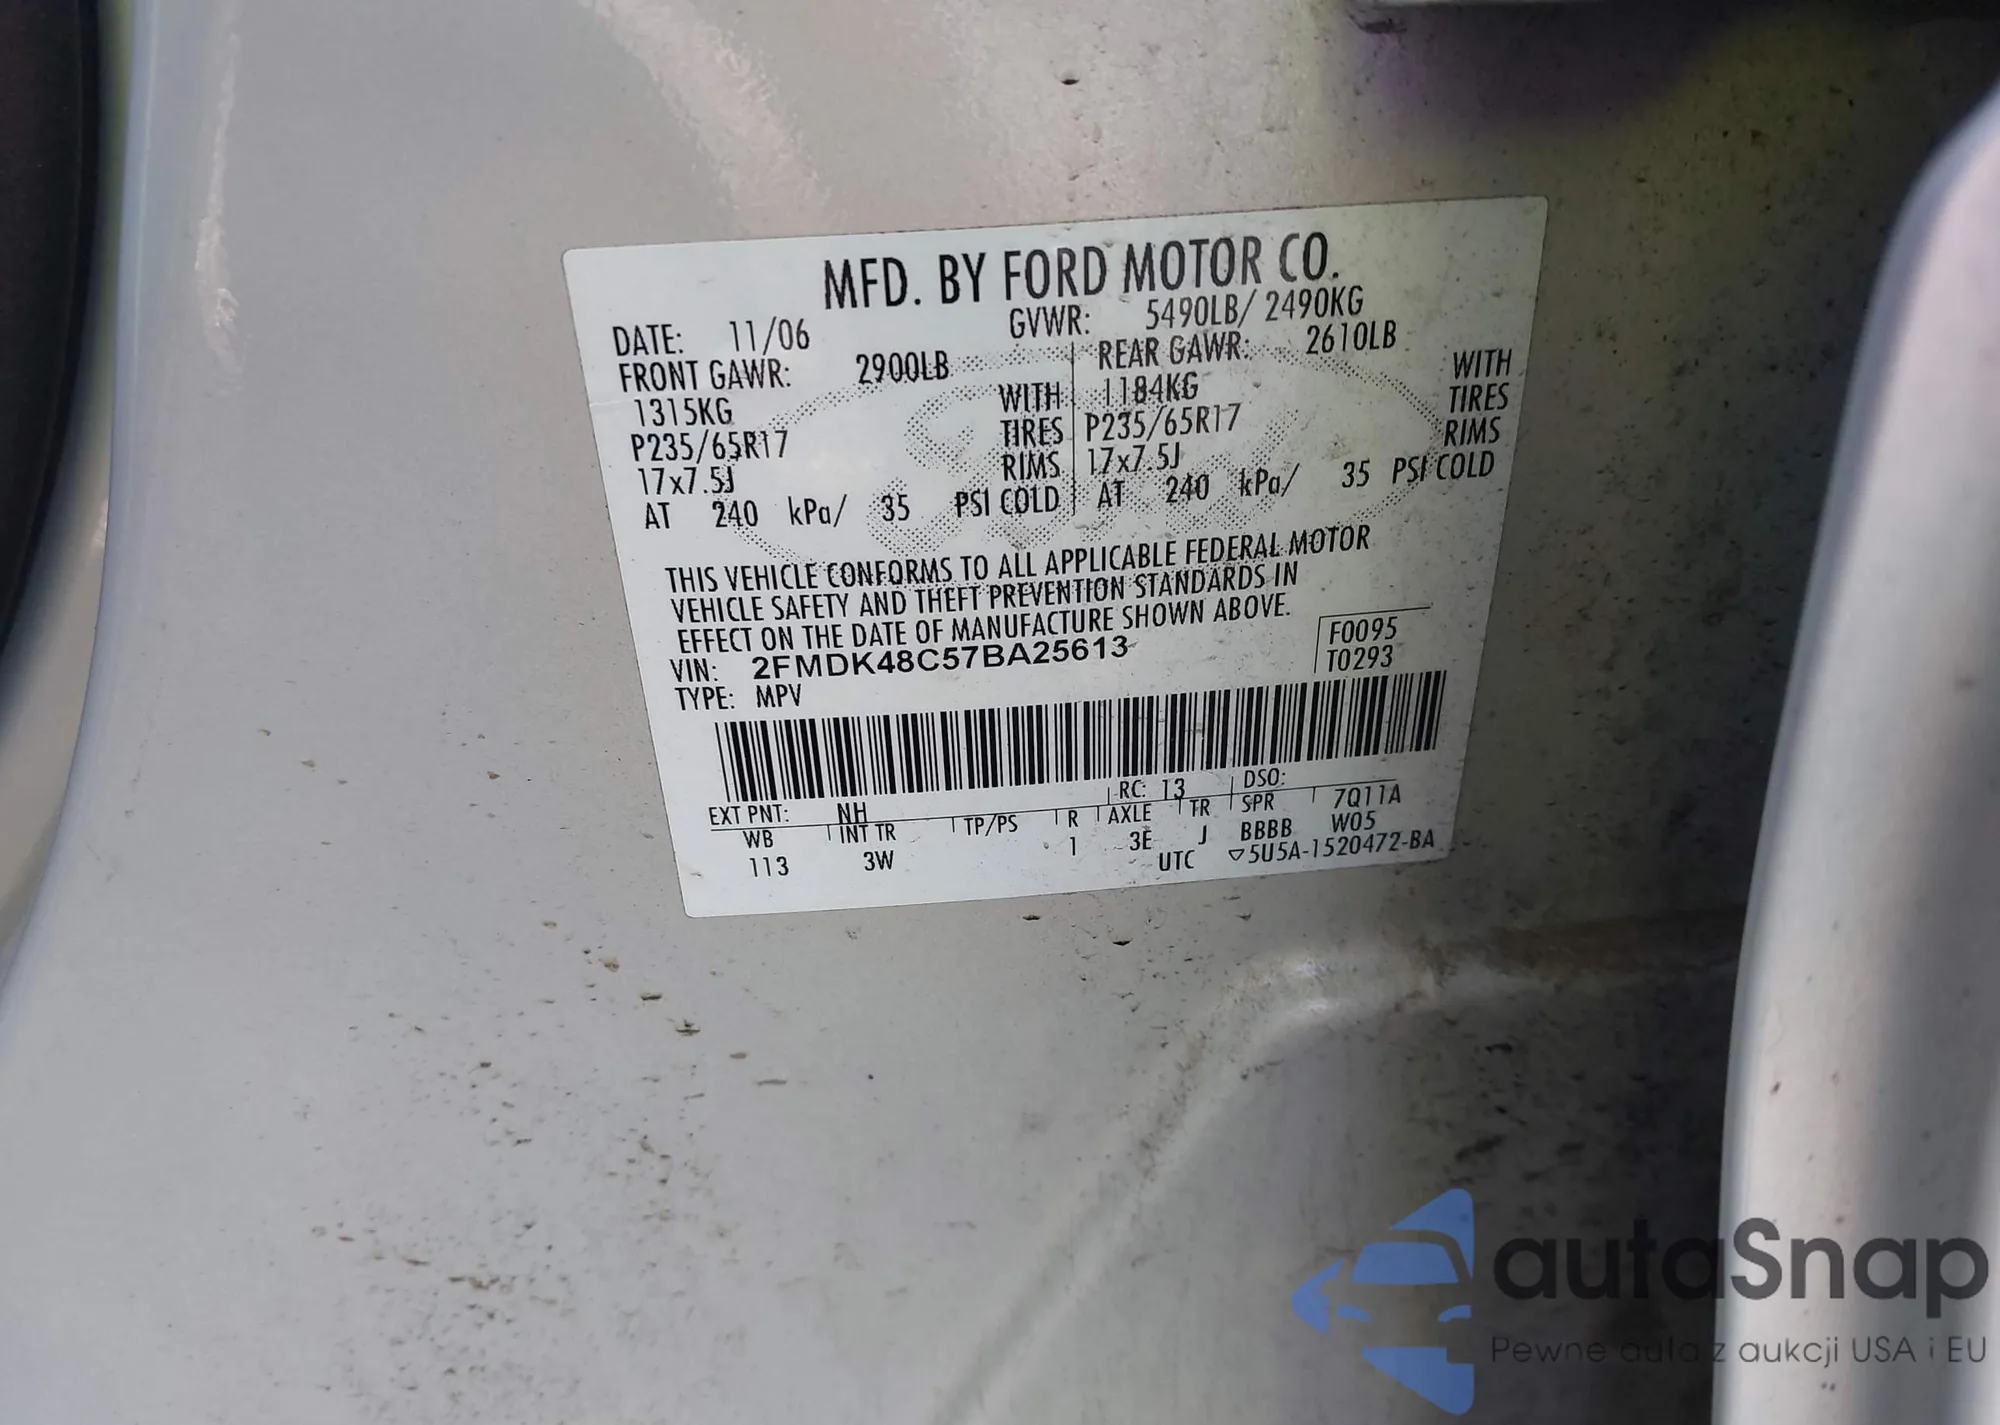 MFD. BY FORD MOTOR CO.
DATE: 11/06 GVWR: 5490LB/ 2490KG
FRONT GAWR: 2900LB REAR GAWR: 2610LB
1315KG WITH 1184KG WITH
P235/65R17 TIRES P235/65R17 TIRES
17x7.5J RIMS 17x7.5J RIMS
AT 240 kPa/ 35 PSI COLD AT 240 kPa/ 35 PSI COLD
THIS VEHICLE CONFORMS TO ALL APPLICABLE FEDERAL MOTOR
VEHICLE SAFETY AND THEFT PREVENTION STANDARDS IN
EFFECT ON THE DATE OF MANUFACTURE SHOWN ABOVE.
VIN: 2FMDK48C57BA25613 F0095
TYPE: MPV T0293
EXT PNT: NH RC: 13 DSO:
WB INT TR TP/PS R AXLE TR SPR 7Q11A
113 3W 1 3E J BBBB W05
UTC ▽5U5A-1520472-BA
autaSnap
Pewne auta z aukcji USA i EU